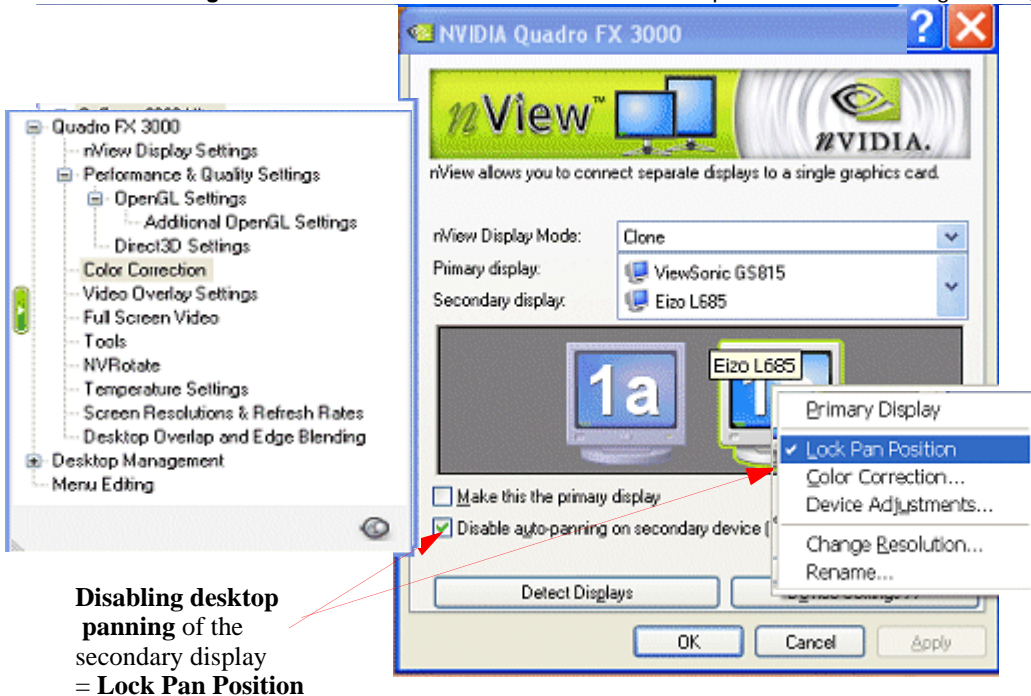 NVIDIA Quadro FX 3000
nView™
nVIDIA.
nView allows you to connect separate displays to a single graphics card.
nView Display Mode: Clone
Primary display: ViewSonic GS815
Secondary display: Eizo L685
1a
Eizo L685
Primary Display
Lock Pan Position
Color Correction...
Device Adjustments...
Change Resolution...
Rename...
Make this the primary display
Disable auto-panning on secondary device (
Detect Displays
OK
Cancel
Apply
Quadro FX 3000
nView Display Settings
Performance & Quality Settings
OpenGL Settings
Additional OpenGL Settings
Direct3D Settings
Color Correction
Video Overlay Settings
Full Screen Video
Tools
NVRotate
Temperature Settings
Screen Resolutions & Refresh Rates
Desktop Overlap and Edge Blending
Desktop Management
Menu Editing
Disabling desktop
panning of the
secondary display
= Lock Pan Position